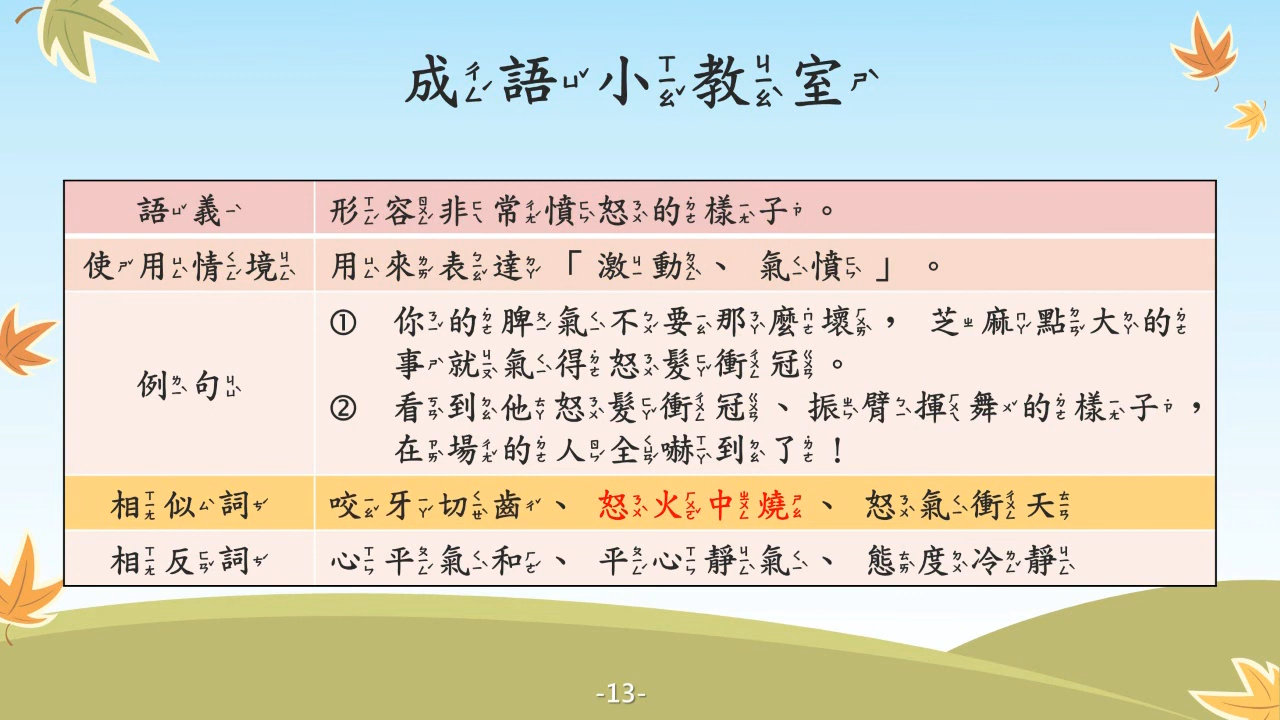 成語小教室
語義 形容非常憤怒的樣子。
使用情境 用來表達「激動、氣憤」。
例句
① 你的脾氣不要那麼壞，芝麻點大的
事就氣得怒髮衝冠。
② 看到他怒髮衝冠、振臂揮舞的樣子，
在場的人全嚇到了！
相似詞 咬牙切齒、怒火中燒、怒氣衝天
相反詞 心平氣和、平心靜氣、態度冷靜
-13-